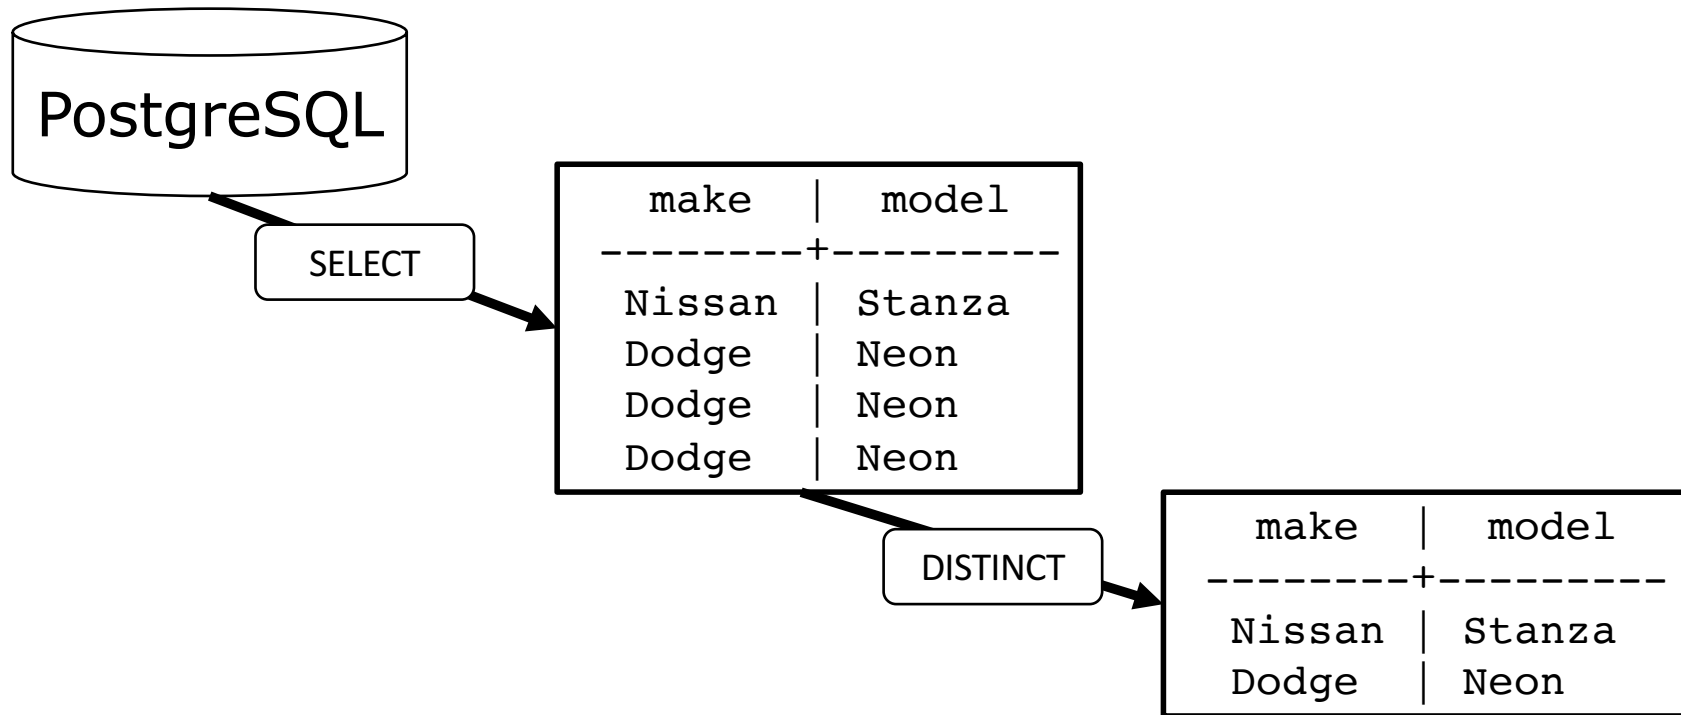 PostgreSQL
SELECT
make | model
---------+----------
Nissan | Stanza
Dodge | Neon
Dodge | Neon
Dodge | Neon
DISTINCT
make | model
---------+----------
Nissan | Stanza
Dodge | Neon